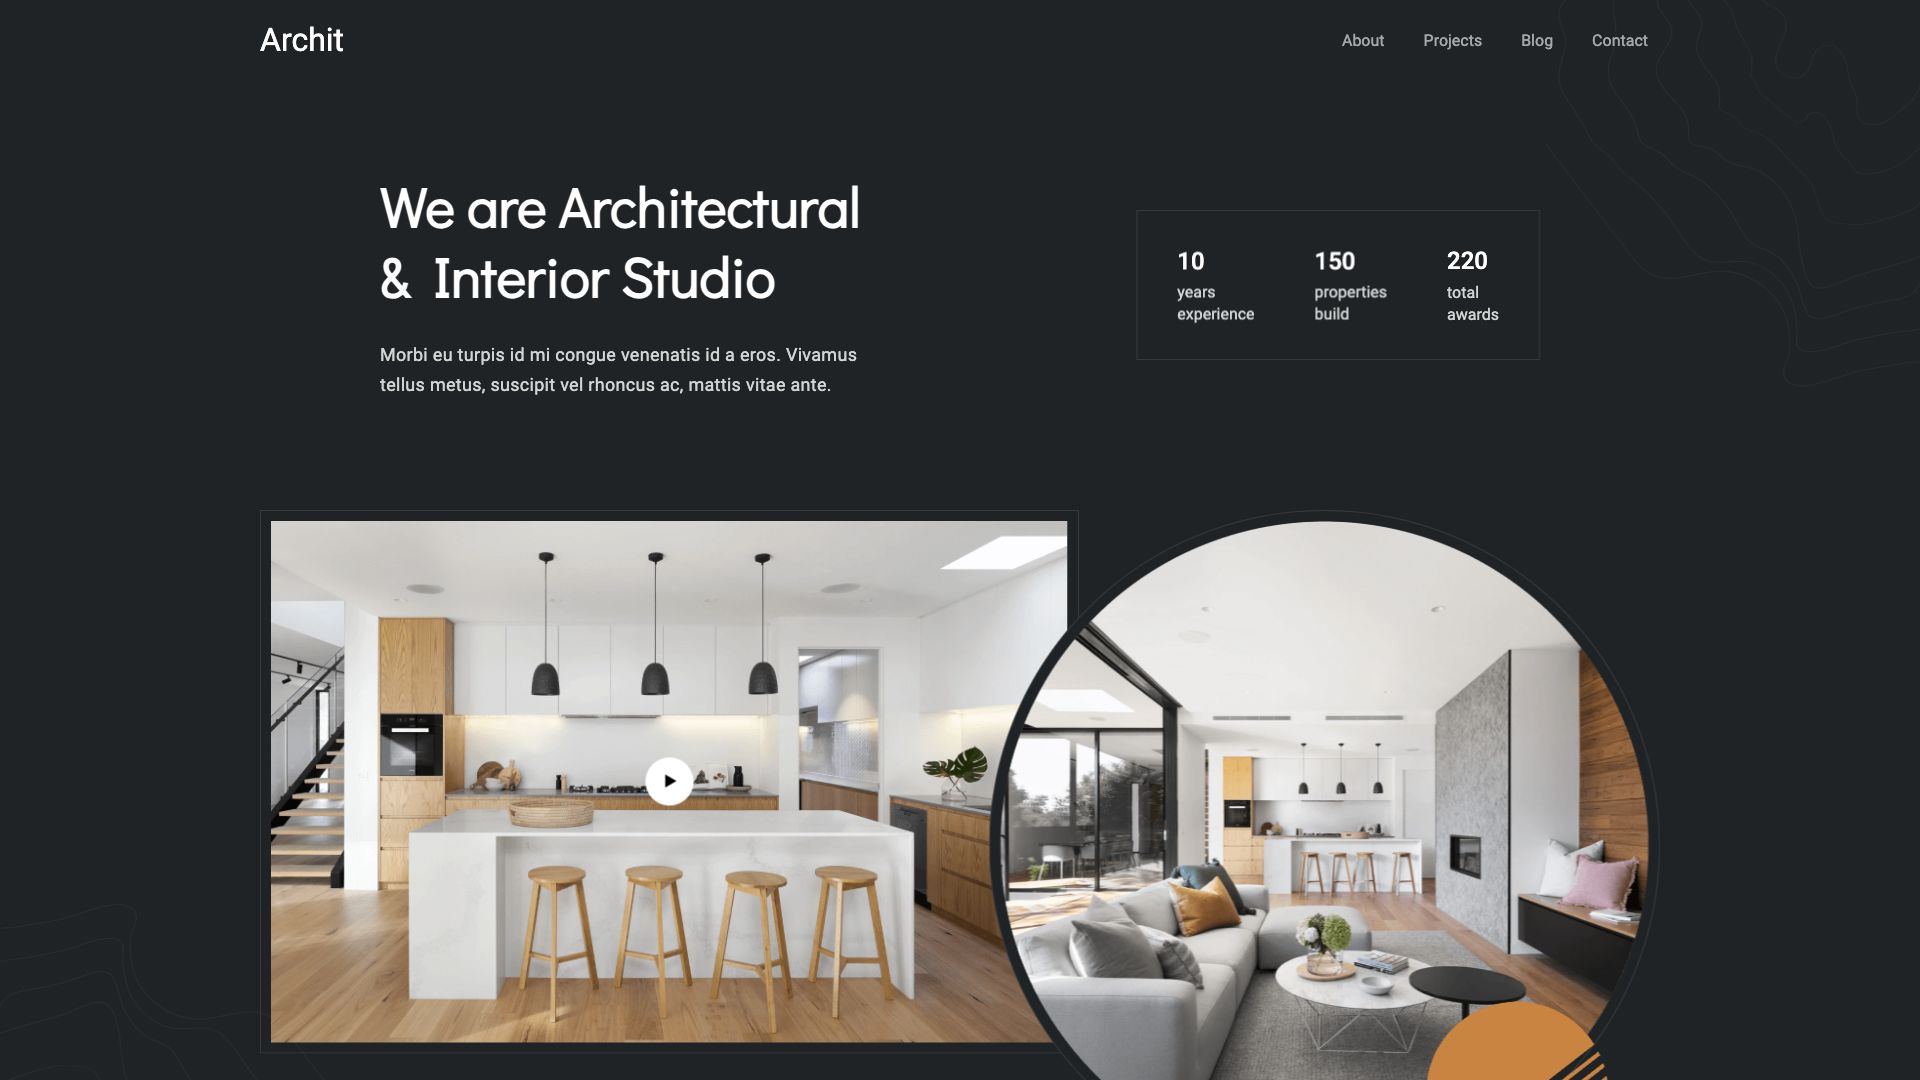 Archit
About
Projects
Blog
Contact
We are Architectural
& Interior Studio
Morbi eu turpis id mi congue venenatis id a eros. Vivamus
tellus metus, suscipit vel rhoncus ac, mattis vitae ante.
10
years
experience
150
properties
build
220
total
awards